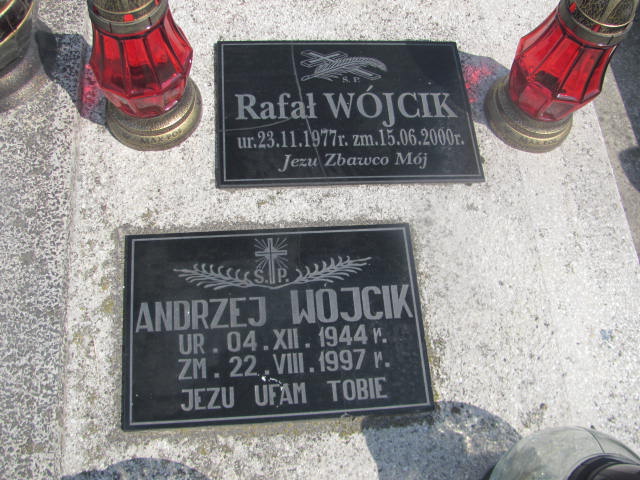 Ś.P.
Rafał WÓJCIK
ur.23.11.1977r. zm.15.06.2000r.
Jezu Zbawco Mój
Ś.P.
ANDRZEJ WÓJCIK
UR. 04. XII. 1944 r.
ZM. 22. VIII. 1997 r.
JEZU UFAM TOBIE